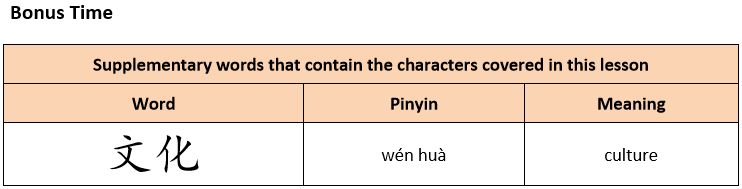 Bonus Time
Supplementary words that contain the characters covered in this lesson
Word Pinyin Meaning
文化 wén huà culture